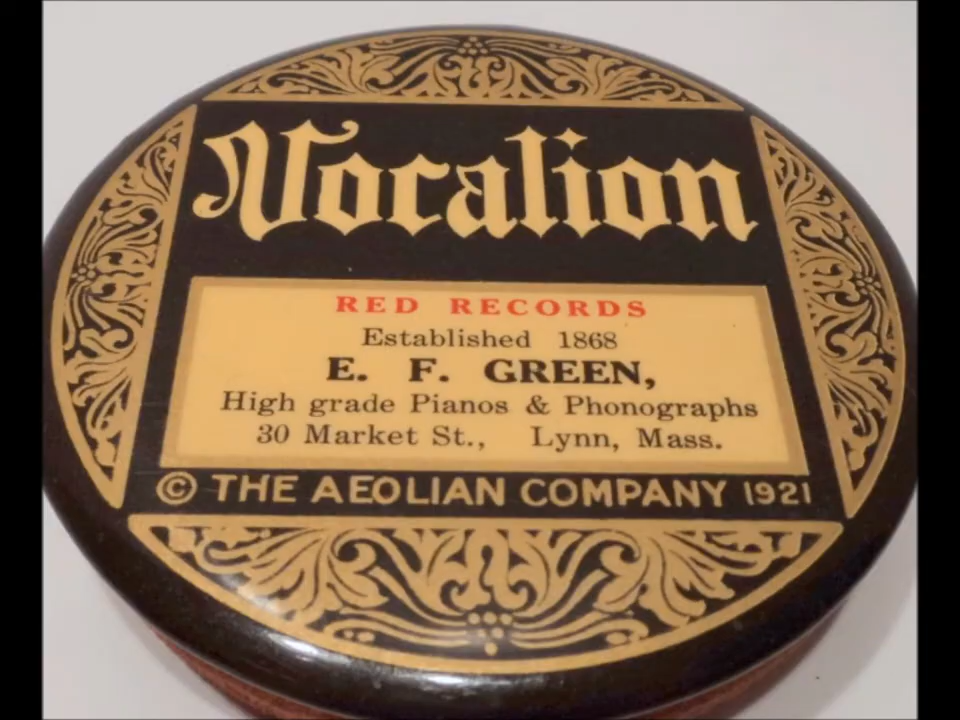 Vocalion
RED RECORDS
Established 1868
E. F. GREEN,
High grade Pianos & Phonographs
30 Market St., Lynn, Mass.
© THE AEOLIAN COMPANY 1921